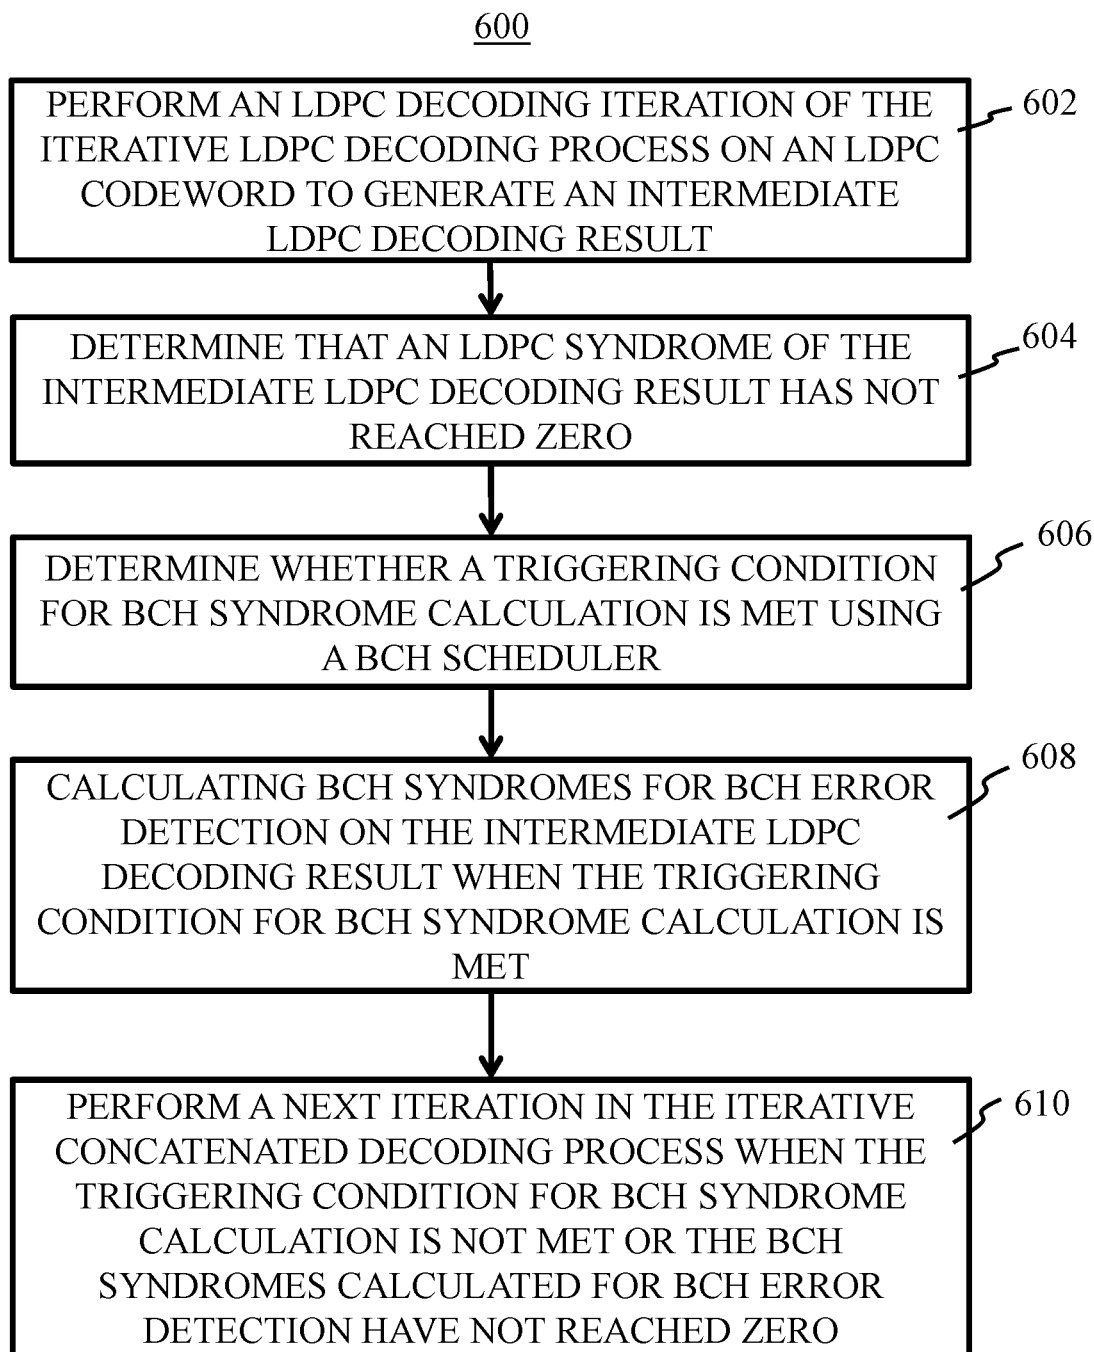 600
PERFORM AN LDPC DECODING ITERATION OF THE
ITERATIVE LDPC DECODING PROCESS ON AN LDPC
CODEWORD TO GENERATE AN INTERMEDIATE
LDPC DECODING RESULT
602
DETERMINE THAT AN LDPC SYNDROME OF THE
INTERMEDIATE LDPC DECODING RESULT HAS NOT
REACHED ZERO
604
DETERMINE WHETHER A TRIGGERING CONDITION
FOR BCH SYNDROME CALCULATION IS MET USING
A BCH SCHEDULER
606
CALCULATING BCH SYNDROMES FOR BCH ERROR
DETECTION ON THE INTERMEDIATE LDPC
DECODING RESULT WHEN THE TRIGGERING
CONDITION FOR BCH SYNDROME CALCULATION IS
MET
608
PERFORM A NEXT ITERATION IN THE ITERATIVE
CONCATENATED DECODING PROCESS WHEN THE
TRIGGERING CONDITION FOR BCH SYNDROME
CALCULATION IS NOT MET OR THE BCH
SYNDROMES CALCULATED FOR BCH ERROR
DETECTION HAVE NOT REACHED ZERO
610